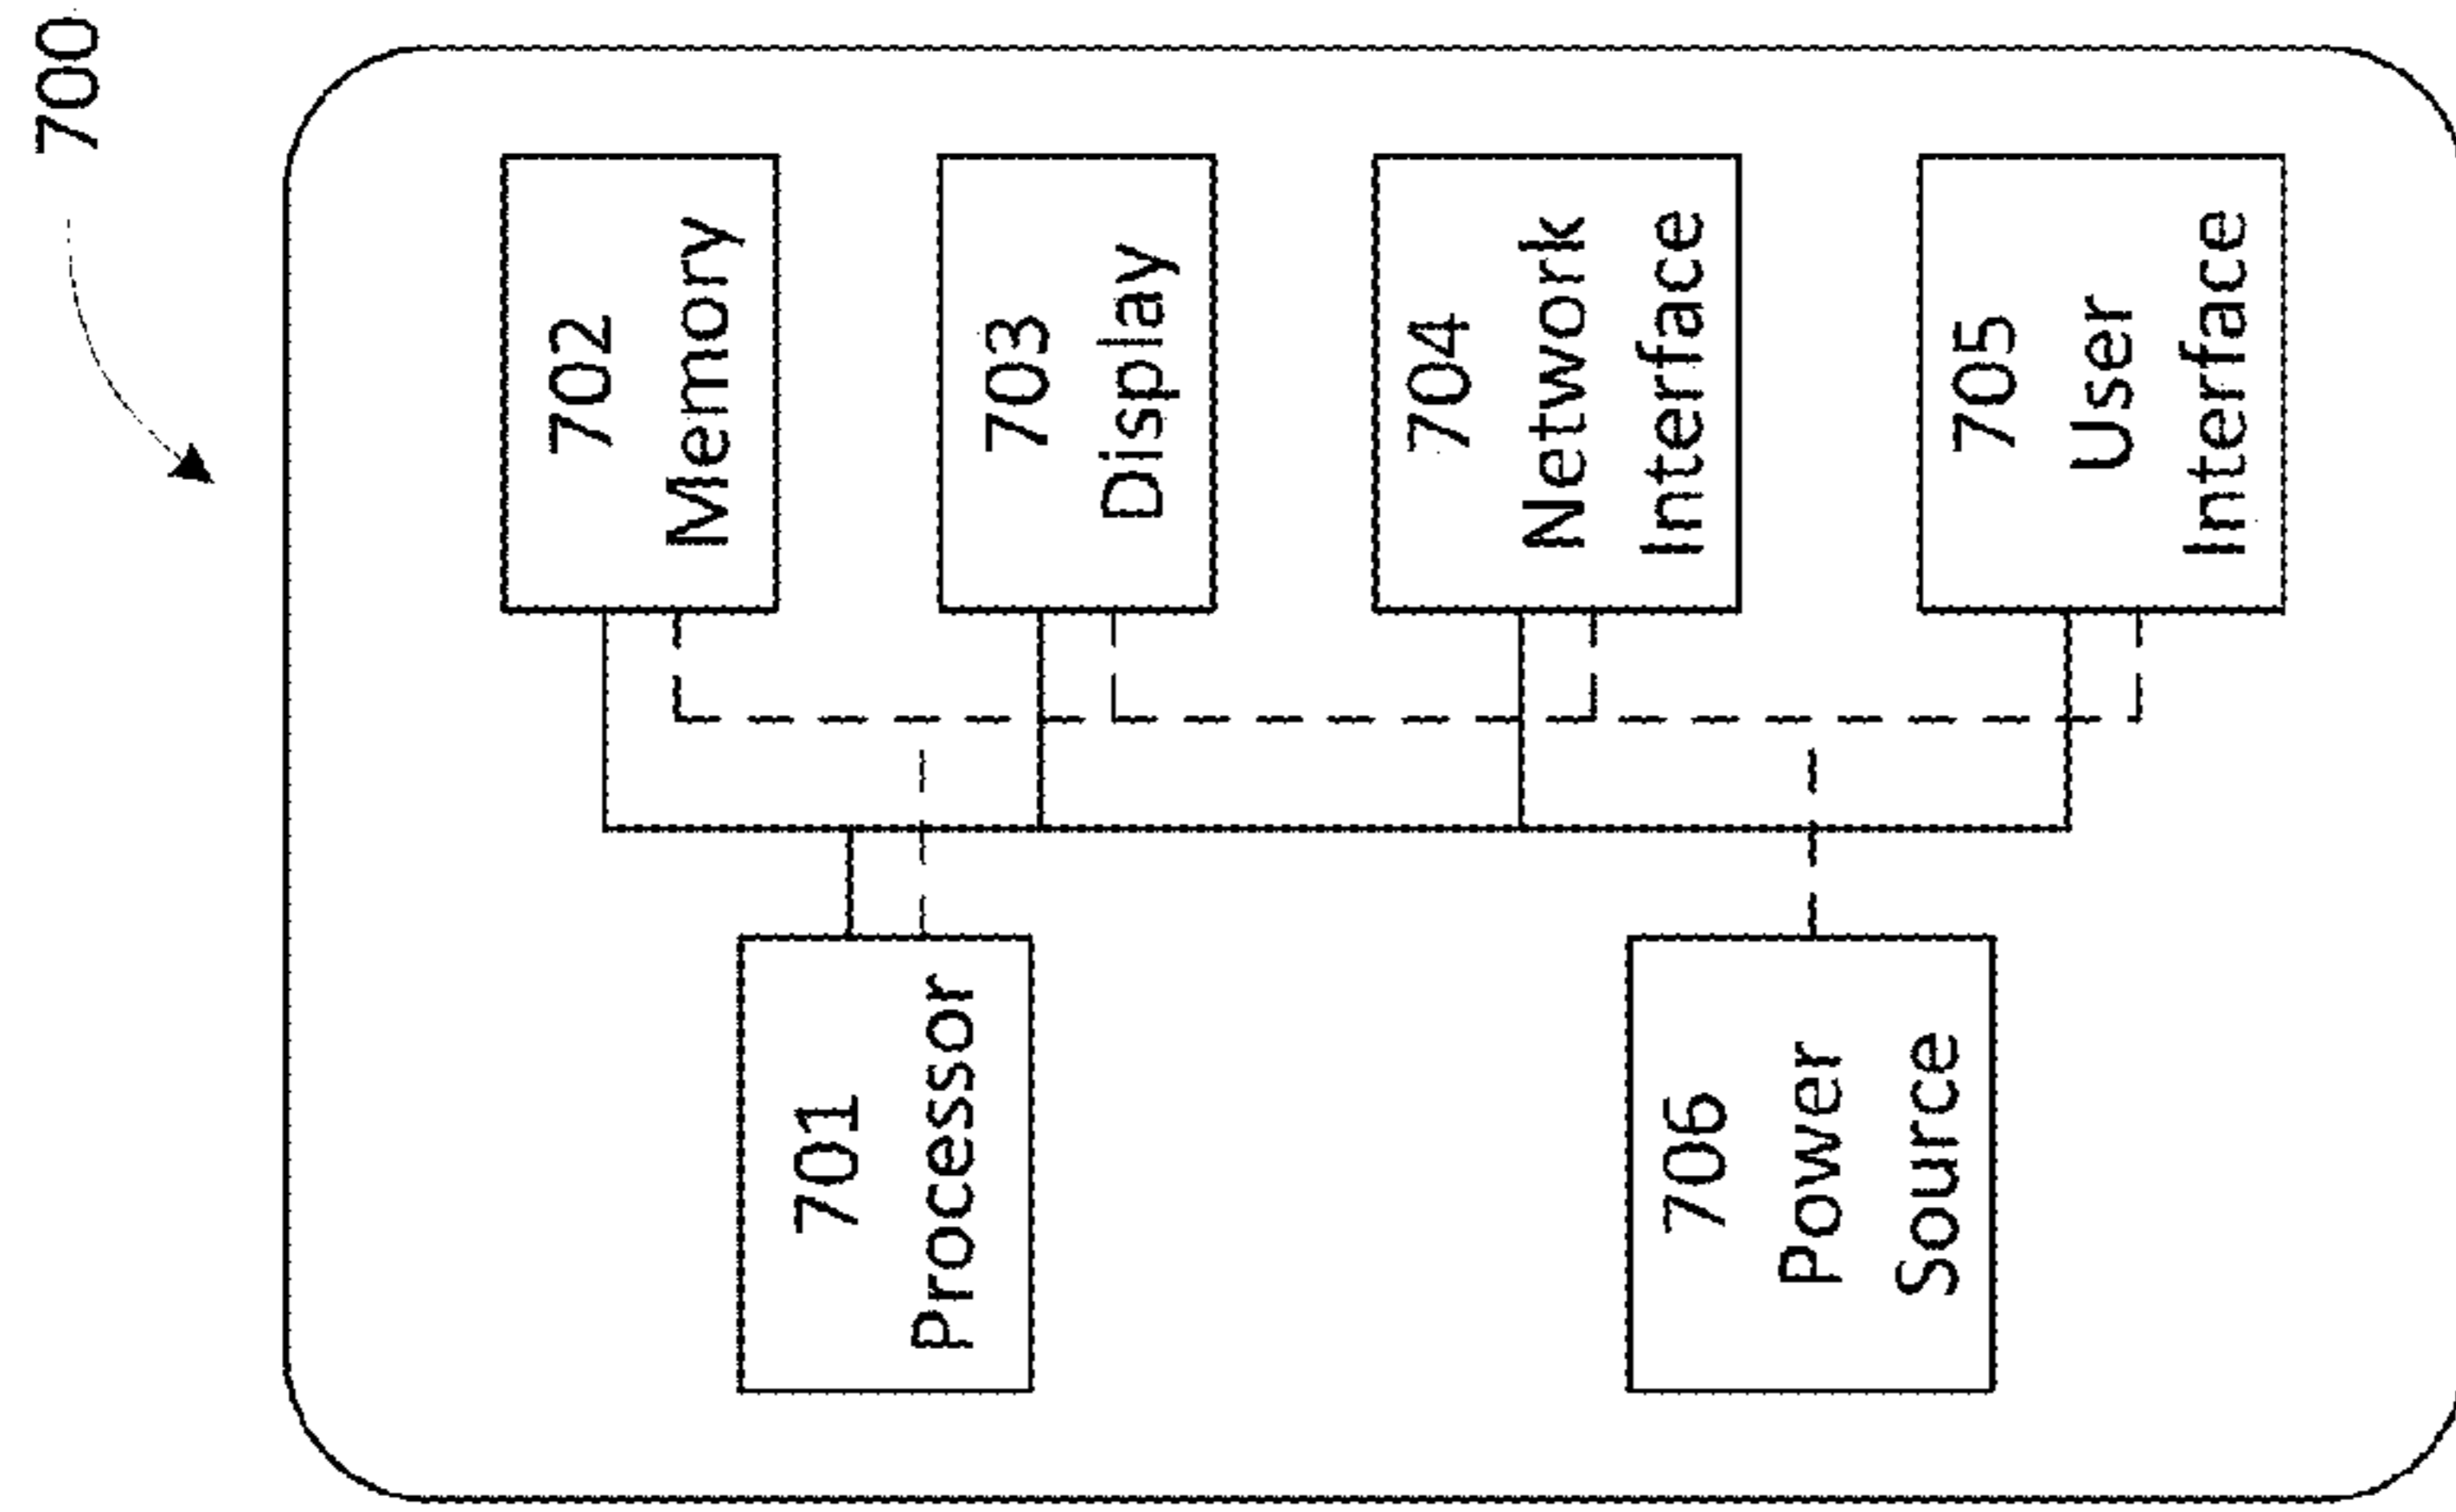 700
701
Processor
702
Memory
703
Display
704
Network
Interface
706
Power
Source
705
User
Interface